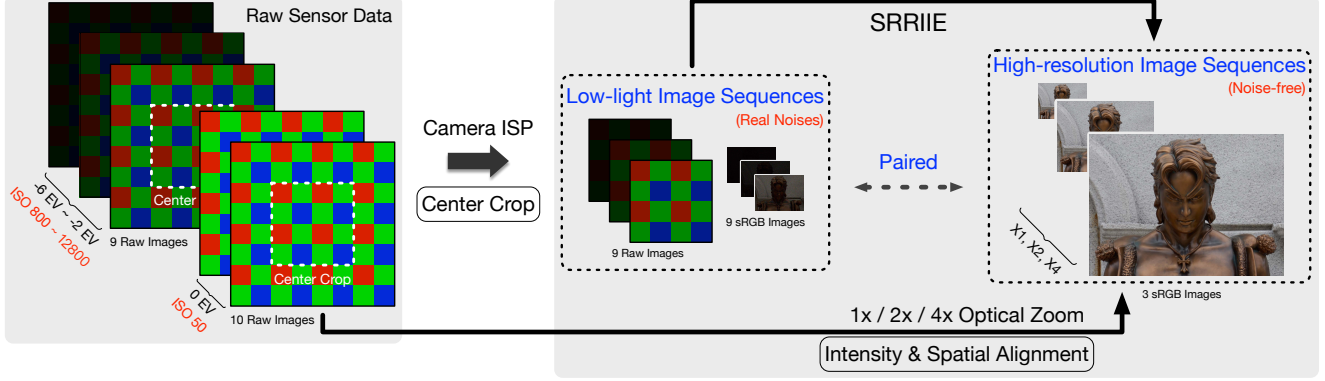 Raw Sensor Data
Center
-6 EV ~ -2 EV
ISO 800 ~ 12800
9 Raw Images
Center Crop
0 EV
ISO 50
10 Raw Images
Camera ISP
Center Crop
SRRIIE
Low-light Image Sequences
(Real Noises)
9 sRGB Images
9 Raw Images
Paired
High-resolution Image Sequences
(Noise-free)
X1, X2, X4
3 sRGB Images
1x / 2x / 4x Optical Zoom
Intensity & Spatial Alignment